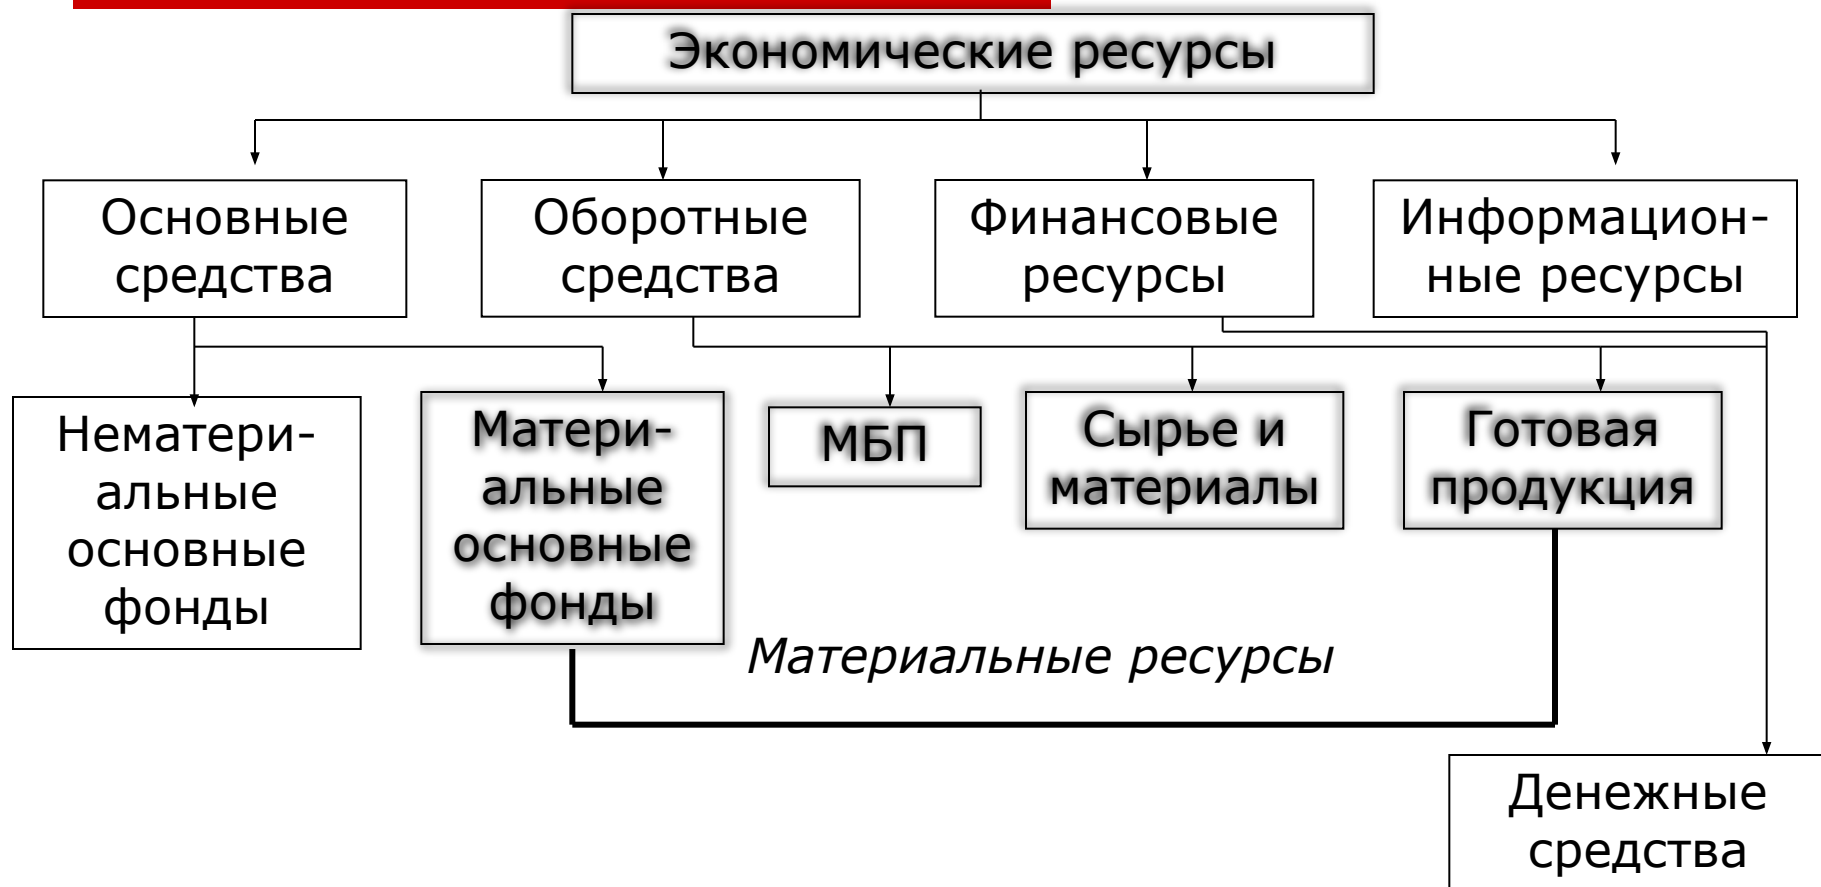 Экономические ресурсы
Основные
средства
Оборотные
средства
Финансовые
ресурсы
Информацион-
ные ресурсы
Нематери-
альные
основные
фонды
Матери-
альные
основные
фонды
МБП
Сырье и
материалы
Готовая
продукция
Материальные ресурсы
Денежные
средства